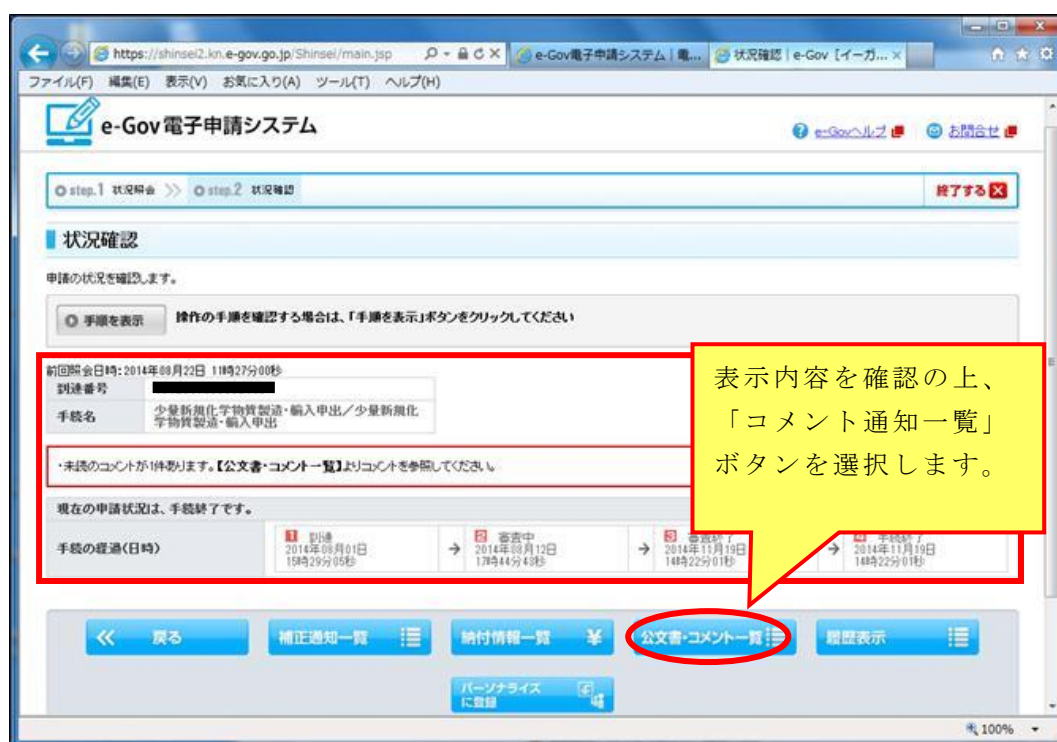 https://shinsei2.kn.e-gov.go.jp/Shinsei/main.jsp
e-Gov電子申請システム | 電...
状況確認 | e-Gov [イーガ...
ファイル(F) 編集(E) 表示(V) お気に入り(A) ツール(T) ヘルプ(H)
e-Gov電子申請システム
e-Govヘルプ
お問合せ
step.1 状況照会 step.2 状況確認
終了する
状況確認
申請の状況を確認します。
手順を表示
操作の手順を確認する場合は、「手順を表示」ボタンをクリックしてください
前回照会日時:2014年08月22日 11時27分00秒
到達番号
手続名
少量新規化学物質製造・輸入申出/少量新規化
学物質製造・輸入申出
・未読のコメントが1件あります。【公文書・コメント一覧】よりコメントを参照してください。
現在の申請状況は、手続終了です。
手続の経過(日時)
1 到達
2014年08月01日
15時29分05秒
→
2 審査中
2014年08月12日
17時44分43秒
→
3 審査終了
2014年11月19日
14時22分01秒
→
手続終了
2014年11月19日
14時22分01秒
表示内容を確認の上、
「コメント通知一覧」
ボタンを選択します。
戻る
補正通知一覧
納付情報一覧 ¥
公文書・コメント一覧
履歴表示
パーソナライズ
に登録
100%